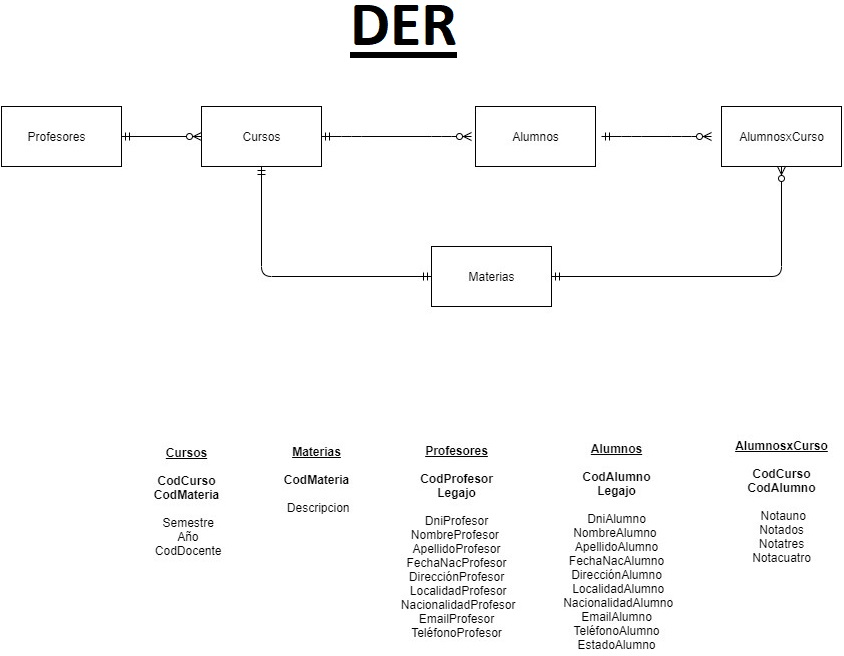 DER
Profesores
Cursos
Alumnos
AlumnosxCurso
Materias
Cursos
CodCurso
CodMateria
Semestre
Año
CodDocente
Materias
CodMateria
Descripcion
Profesores
CodProfesor
Legajo
DniProfesor
NombreProfesor
ApellidoProfesor
FechaNacProfesor
DirecciónProfesor
LocalidadProfesor
NacionalidadProfesor
EmailProfesor
TeléfonoProfesor
Alumnos
CodAlumno
Legajo
DniAlumno
NombreAlumno
ApellidoAlumno
FechaNacAlumno
DirecciónAlumno
LocalidadAlumno
NacionalidadAlumno
EmailAlumno
TeléfonoAlumno
EstadoAlumno
AlumnosxCurso
CodCurso
CodAlumno
Notauno
Notados
Notatres
Notacuatro